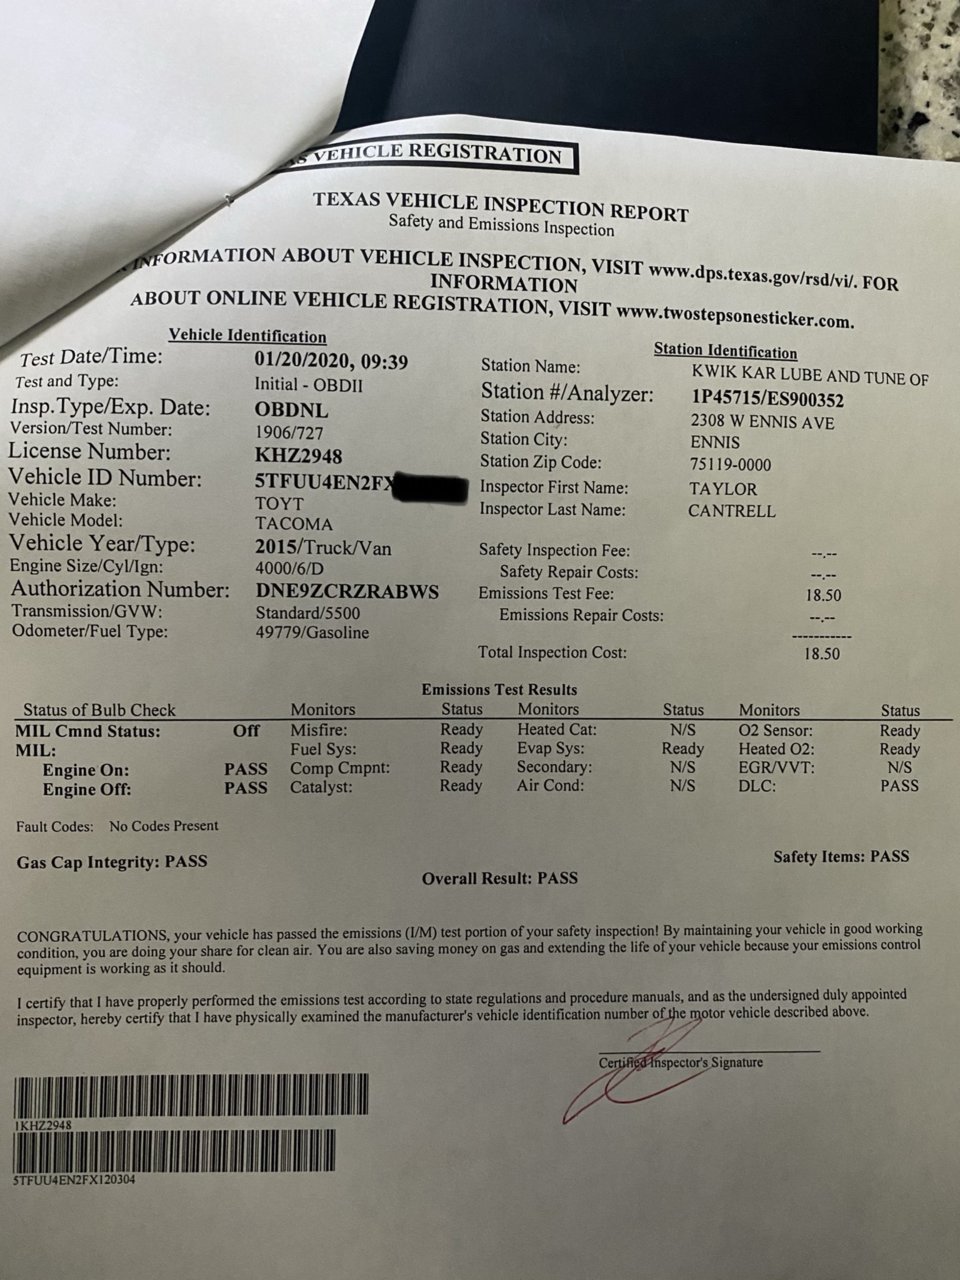 AS VEHICLE REGISTRATION
TEXAS VEHICLE INSPECTION REPORT
Safety and Emissions Inspection
INFORMATION ABOUT VEHICLE INSPECTION, VISIT www.dps.texas.gov/rsd/vi/. FOR
INFORMATION
ABOUT ONLINE VEHICLE REGISTRATION, VISIT www.twostepsonesticker.com.
Vehicle Identification
Test Date/Time: 01/20/2020, 09:39
Test and Type: Initial - OBDII
Insp.Type/Exp. Date: OBDNL
Version/Test Number: 1906/727
License Number: KHZ2948
Vehicle ID Number: 5TFUU4EN2FX
Vehicle Make: TOYT
Vehicle Model: TACOMA
Vehicle Year/Type: 2015/Truck/Van
Engine Size/Cyl/Ign: 4000/6/D
Authorization Number: DNE9ZCRZRABWS
Transmission/GVW: Standard/5500
Odometer/Fuel Type: 49779/Gasoline
Station Identification
Station Name: KWIK KAR LUBE AND TUNE OF
Station #/Analyzer: 1P45715/ES900352
Station Address: 2308 W ENNIS AVE
Station City: ENNIS
Station Zip Code: 75119-0000
Inspector First Name: TAYLOR
Inspector Last Name: CANTRELL
Safety Inspection Fee: --.--
Safety Repair Costs: --.--
Emissions Test Fee: 18.50
Emissions Repair Costs: --.--
-----------
Total Inspection Cost: 18.50
Emissions Test Results
Status of Bulb Check Monitors Status Monitors Status Monitors Status
MIL Cmnd Status: Off Misfire: Ready Heated Cat: N/S O2 Sensor: Ready
MIL: Fuel Sys: Ready Evap Sys: Ready Heated O2: Ready
Engine On: PASS Comp Cmpnt: Ready Secondary: N/S EGR/VVT: N/S
Engine Off: PASS Catalyst: Ready Air Cond: N/S DLC: PASS
Fault Codes: No Codes Present
Gas Cap Integrity: PASS
Safety Items: PASS
Overall Result: PASS
CONGRATULATIONS, your vehicle has passed the emissions (I/M) test portion of your safety inspection! By maintaining your vehicle in good working
condition, you are doing your share for clean air. You are also saving money on gas and extending the life of your vehicle because your emissions control
equipment is working as it should.
I certify that I have properly performed the emissions test according to state regulations and procedure manuals, and as the undersigned duly appointed
inspector, hereby certify that I have physically examined the manufacturer's vehicle identification number of the motor vehicle described above.
Certified Inspector's Signature
1KHZ2948
5TFUU4EN2FX120304